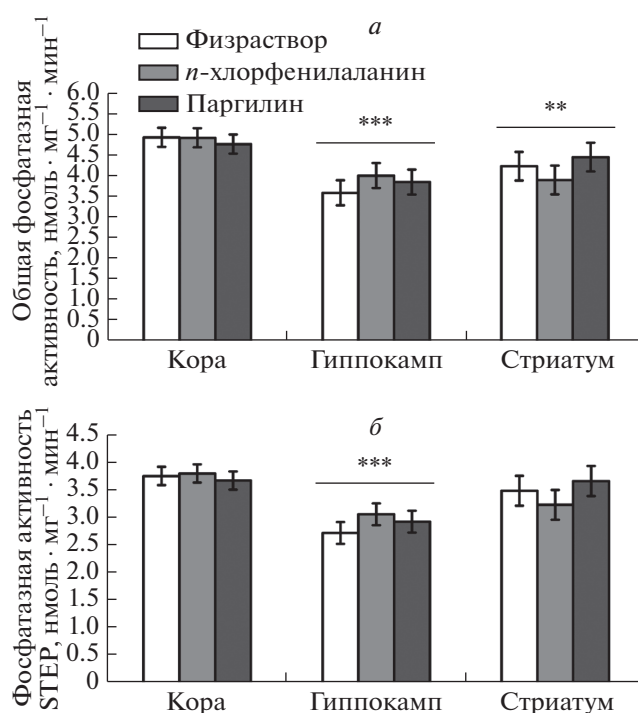 а
Физраствор
п-хлорфенилаланин
Паргилин
Общая фосфатазная
активность, нмоль · мг⁻¹ · мин⁻¹
6.0
5.5
5.0
4.5
4.0
3.5
3.0
2.5
2.0
1.5
1.0
0.5
0
***
**
Кора Гиппокамп Стриатум
б
Фосфатазная активность
STEP, нмоль · мг⁻¹ · мин⁻¹
4.5
4.0
3.5
3.0
2.5
2.0
1.5
1.0
0.5
0
***
Кора Гиппокамп Стриатум